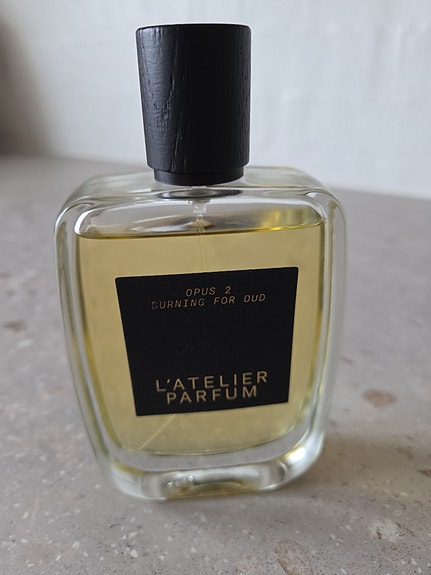 OPUS 2
BURNING FOR OUD
L'ATELIER
PARFUM